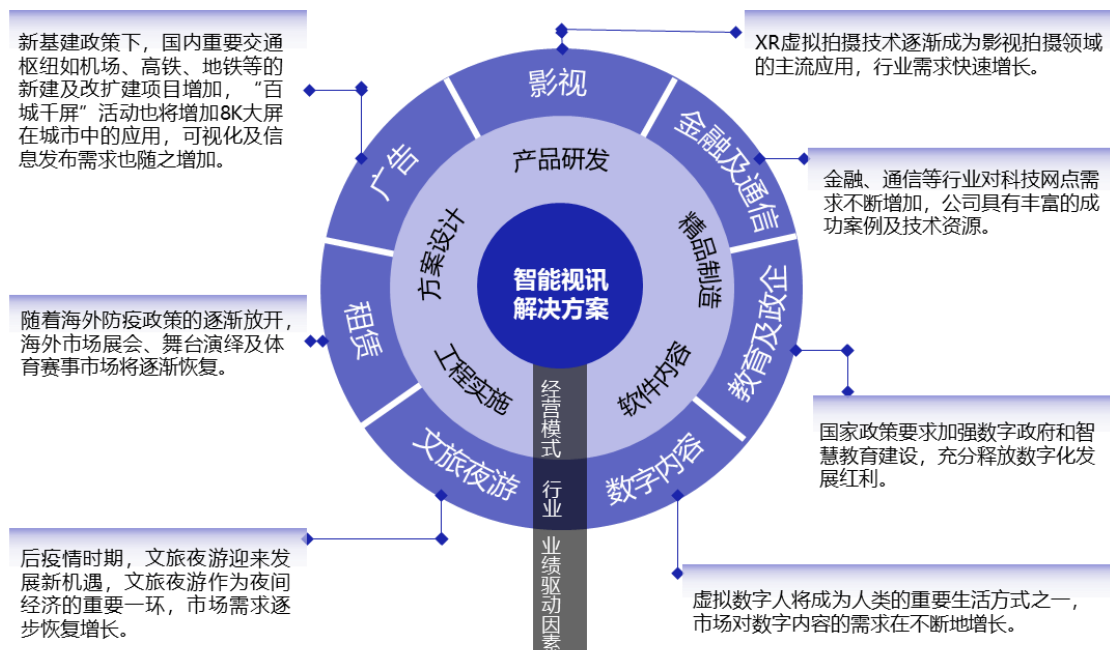 新基建政策下，国内重要交通
枢纽如机场、高铁、地铁等的
新建及改扩建项目增加，“百
城千屏”活动也将增加8K大屏
在城市中的应用，可视化及信
息发布需求也随之增加。
XR虚拟拍摄技术逐渐成为影视拍摄领域
的主流应用，行业需求快速增长。
金融、通信等行业对科技网点需
求不断增加，公司具有丰富的成
功案例及技术资源。
随着海外防疫政策的逐渐放开，
海外市场展会、舞台演绎及体
育赛事市场将逐渐恢复。
国家政策要求加强数字政府和
智慧教育建设，充分释放数字化发
展红利。
后疫情时期，文旅夜游迎来发
展新机遇，文旅夜游作为夜间
经济的重要一环，市场需求逐
步恢复增长。
虚拟数字人将成为人类的重要生活方式之一，
市场对数字内容的需求在不断地增长。
影视
金融及通信
教育及政企
数字内容
文旅夜游
租赁
广告
产品研发
精品制造
软件内容
工程实施
方案设计
智能视讯
解决方案
经营模式
行业
业绩驱动因素